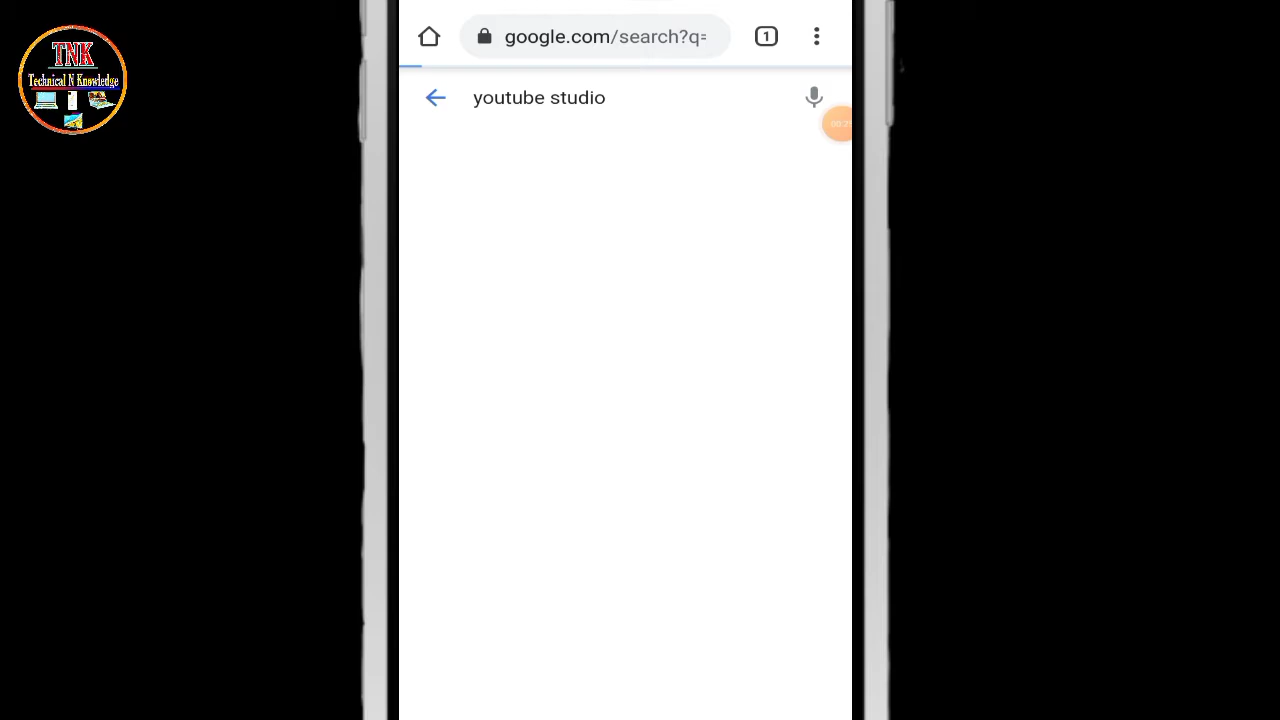 TNK
Technical N Knowledge
google.com/search?q=
1
youtube studio